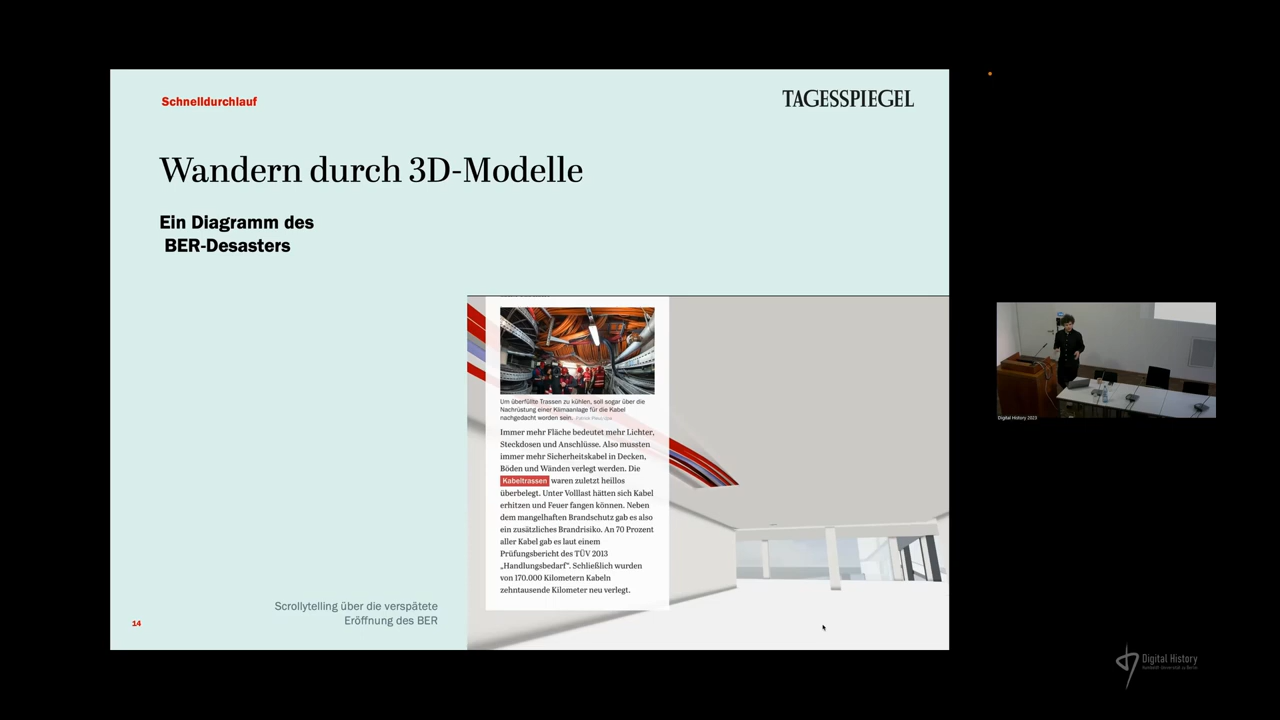 Schnelldurchlauf
TAGESSPIEGEL
Wandern durch 3D-Modelle
Ein Diagramm des
BER-Desasters
Um überfüllte Trassen zu kühlen, soll sogar über die
Nachrüstung einer Klimaanlage für die Kabel
nachgedacht worden sein.
Immer mehr Fläche bedeutet mehr Lichter,
Steckdosen und Anschlüsse. Also mussten
immer mehr Sicherheitskabel in Decken,
Böden und Wänden verlegt werden. Die
Kabeltrassen waren zuletzt heillos
überbelegt. Unter Volllast hätten sich Kabel
erhitzen und Feuer fangen können. Neben
dem mangelhaften Brandschutz gab es also
ein zusätzliches Brandrisiko. An 70 Prozent
aller Kabel gab es laut einem
Prüfungsbericht des TÜV 2013
„Handlungsbedarf“. Schließlich wurden
von 170.000 Kilometern Kabeln
zehntausende Kilometer neu verlegt.
Scrollytelling über die verspätete
Eröffnung des BER
14
Digital History 2023
Digital History